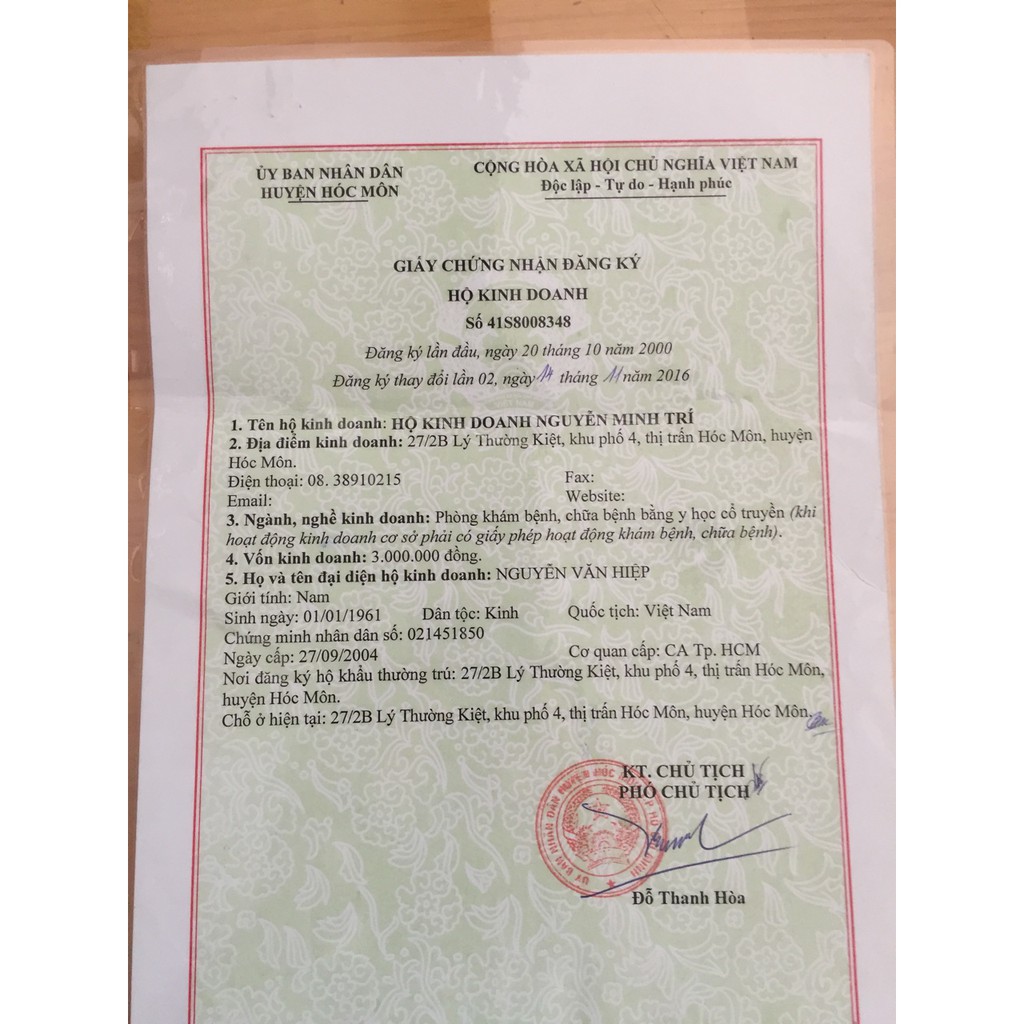 ỦY BAN NHÂN DÂN
HUYỆN HÓC MÔN
CỘNG HÒA XÃ HỘI CHỦ NGHĨA VIỆT NAM
Độc lập - Tự do - Hạnh phúc
GIẤY CHỨNG NHẬN ĐĂNG KÝ
HỘ KINH DOANH
Số 41S8008348
Đăng ký lần đầu, ngày 20 tháng 10 năm 2000
Đăng ký thay đổi lần 02, ngày 14 tháng 11 năm 2016
1. Tên hộ kinh doanh: HỘ KINH DOANH NGUYỄN MINH TRÍ
2. Địa điểm kinh doanh: 27/2B Lý Thường Kiệt, khu phố 4, thị trấn Hóc Môn, huyện
Hóc Môn.
Điện thoại: 08. 38910215 Fax:
Email: Website:
3. Ngành, nghề kinh doanh: Phòng khám bệnh, chữa bệnh bằng y học cổ truyền (khi
hoạt động kinh doanh cơ sở phải có giấy phép hoạt động khám bệnh, chữa bệnh).
4. Vốn kinh doanh: 3.000.000 đồng.
5. Họ và tên đại diện hộ kinh doanh: NGUYỄN VĂN HIỆP
Giới tính: Nam
Sinh ngày: 01/01/1961 Dân tộc: Kinh Quốc tịch: Việt Nam
Chứng minh nhân dân số: 021451850
Ngày cấp: 27/09/2004 Cơ quan cấp: CA Tp. HCM
Nơi đăng ký hộ khẩu thường trú: 27/2B Lý Thường Kiệt, khu phố 4, thị trấn Hóc Môn,
huyện Hóc Môn.
Chỗ ở hiện tại: 27/2B Lý Thường Kiệt, khu phố 4, thị trấn Hóc Môn, huyện Hóc Môn.
KT. CHỦ TỊCH
PHÓ CHỦ TỊCH
Đỗ Thanh Hòa